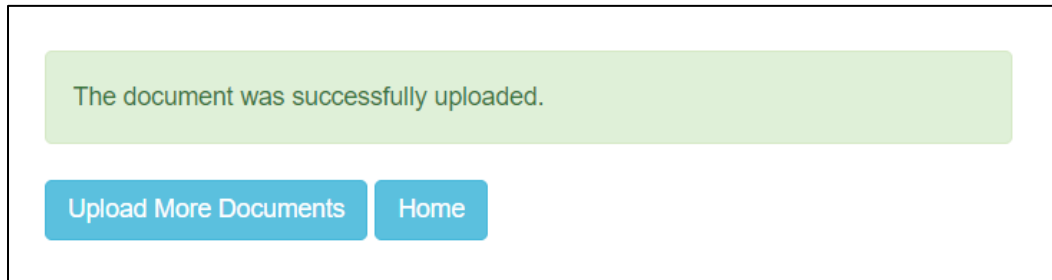 The document was successfully uploaded.
Upload More Documents Home